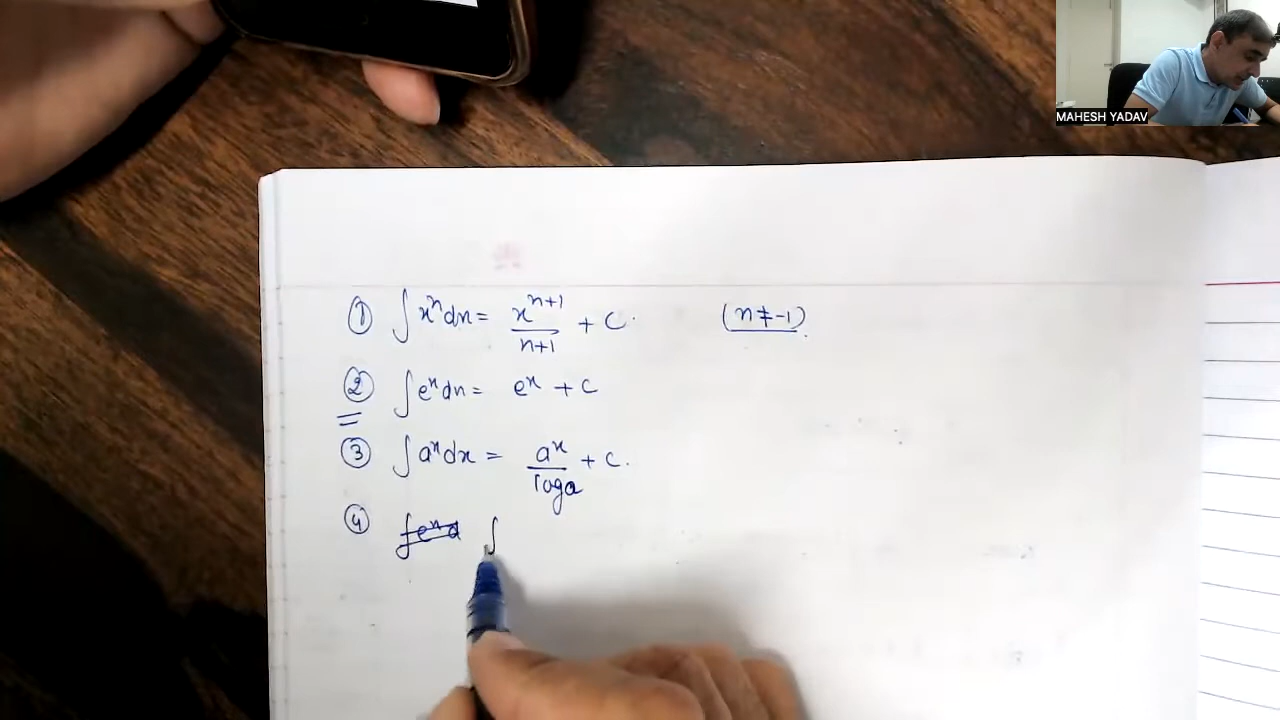 MAHESH YADAV
① ∫xⁿdx = xⁿ⁺¹/n+1 + C. (n ≠ -1)
② ∫eˣdx = eˣ + C
③ ∫aˣdx = aˣ/loga + C.
④ ∫